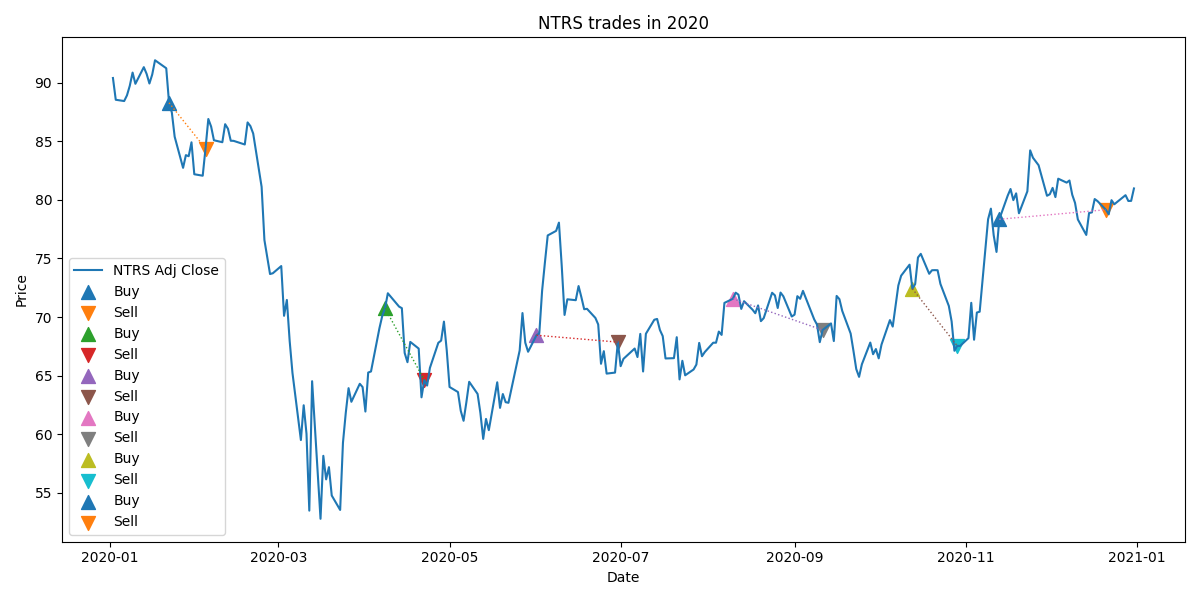 NTRS trades in 2020
Price
90
85
80
75
70
65
60
55
NTRS Adj Close
Buy
Sell
Buy
Sell
Buy
Sell
Buy
Sell
Buy
Sell
Buy
Sell
2020-01 2020-03 2020-05 2020-07 2020-09 2020-11 2021-01
Date